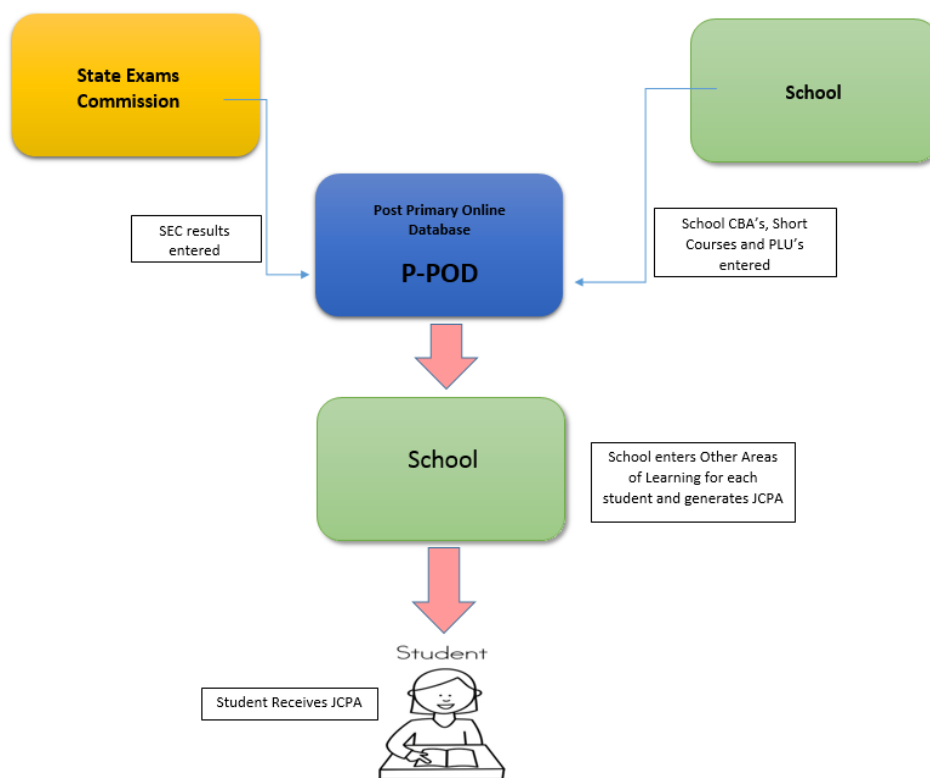 State Exams
Commission
School
Post Primary Online
Database
P-POD
SEC results
entered
School CBA's, Short
Courses and PLU's
entered
School
School enters Other Areas
of Learning for each
student and generates JCPA
Student
Student Receives JCPA